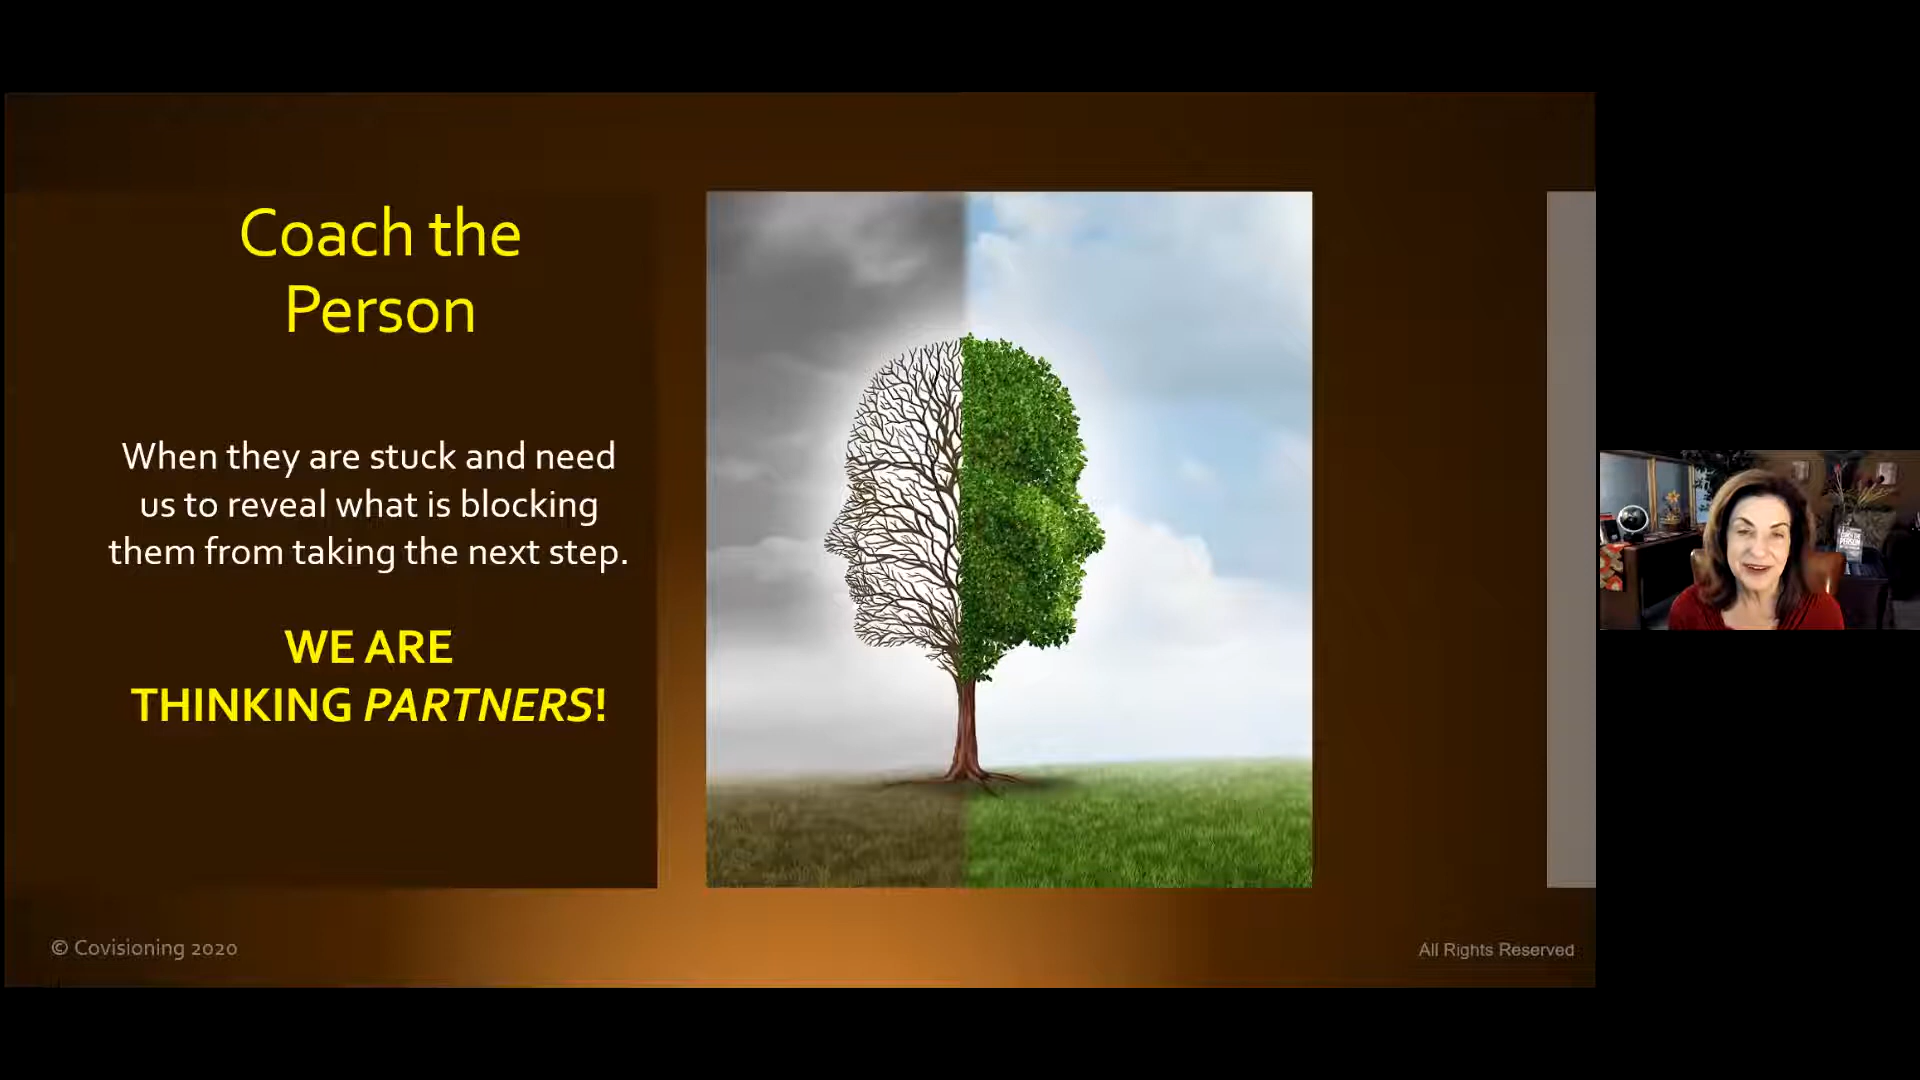 Coach the
Person
When they are stuck and need
us to reveal what is blocking
them from taking the next step.
WE ARE
THINKING PARTNERS!
© Covisioning 2020
All Rights Reserved